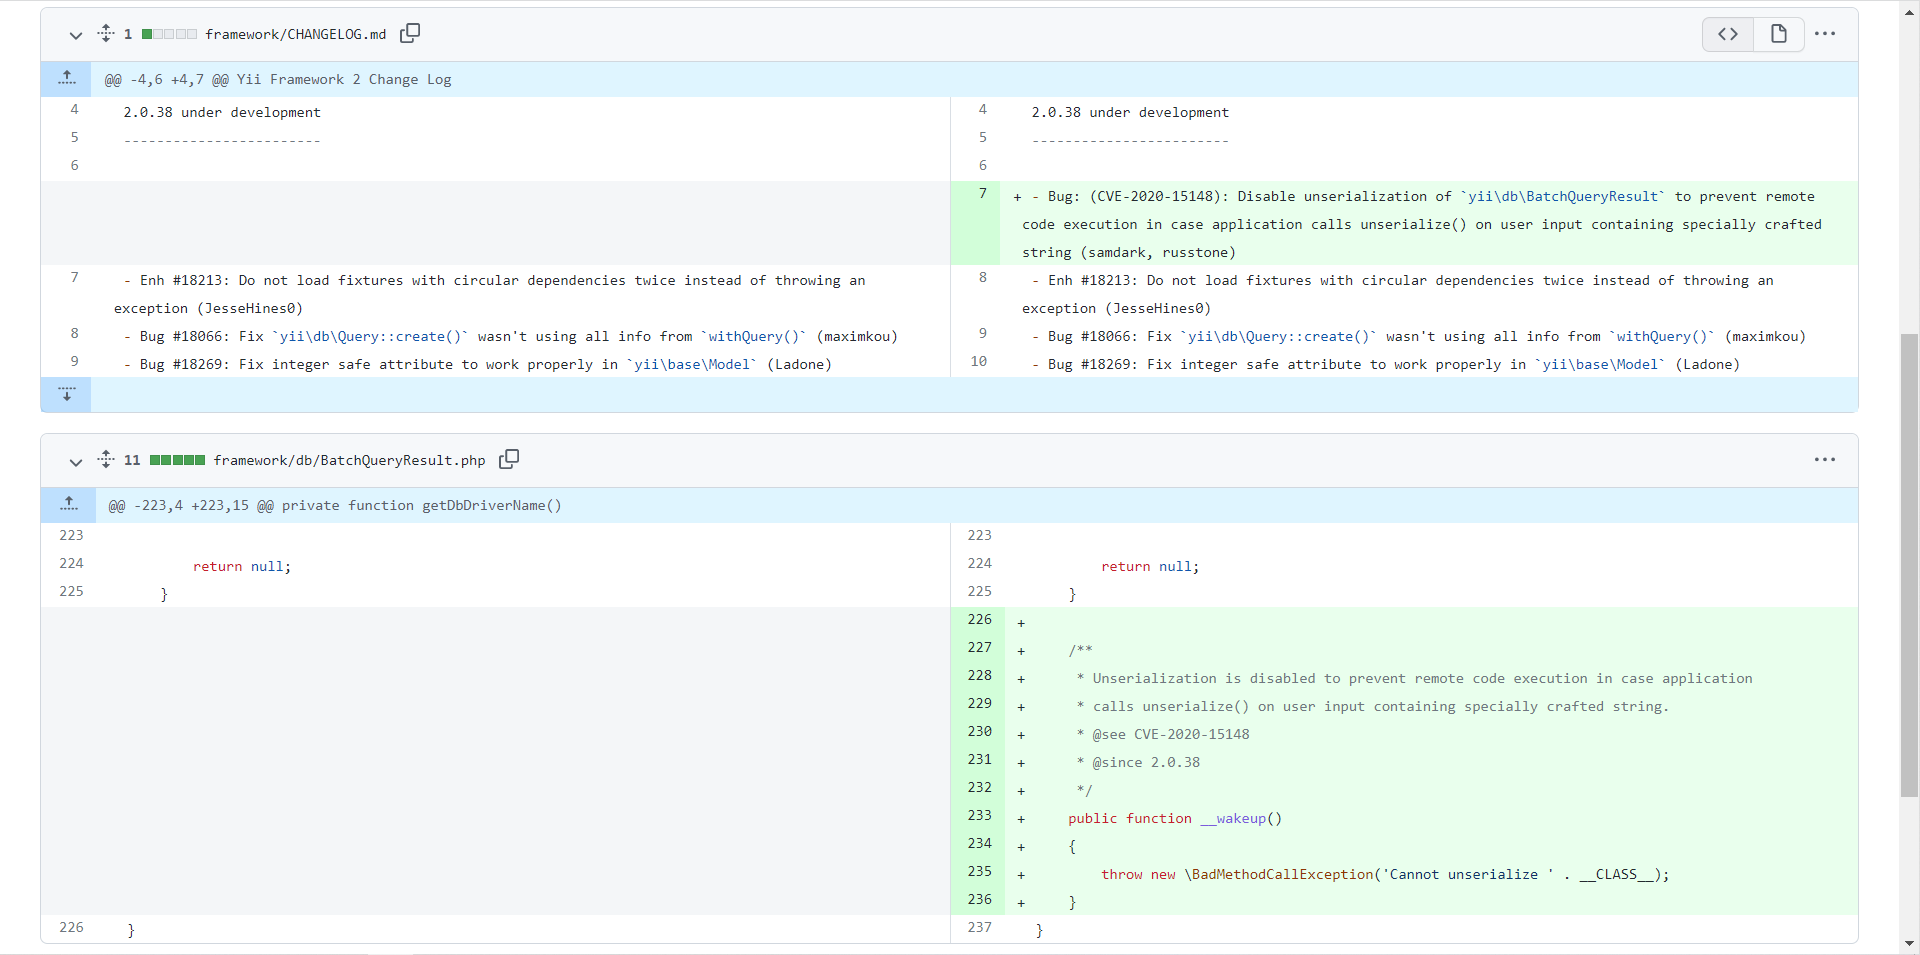 1 framework/CHANGELOG.md
@@ -4,6 +4,7 @@ Yii Framework 2 Change Log
4 2.0.38 under development
5 ------------------------
6
7 - Enh #18213: Do not load fixtures with circular dependencies twice instead of throwing an
exception (JesseHines0)
8 - Bug #18066: Fix `yii\db\Query::create()` wasn't using all info from `withQuery()` (maximkou)
9 - Bug #18269: Fix integer safe attribute to work properly in `yii\base\Model` (Ladone)
4 2.0.38 under development
5 ------------------------
6
7 + - Bug: (CVE-2020-15148): Disable unserialization of `yii\db\BatchQueryResult` to prevent remote
code execution in case application calls unserialize() on user input containing specially crafted
string (samdark, russtone)
8 - Enh #18213: Do not load fixtures with circular dependencies twice instead of throwing an
exception (JesseHines0)
9 - Bug #18066: Fix `yii\db\Query::create()` wasn't using all info from `withQuery()` (maximkou)
10 - Bug #18269: Fix integer safe attribute to work properly in `yii\base\Model` (Ladone)
11 framework/db/BatchQueryResult.php
@@ -223,4 +223,15 @@ private function getDbDriverName()
223
224 return null;
225 }
226 }
223
224 return null;
225 }
226 +
227 + /**
228 + * Unserialization is disabled to prevent remote code execution in case application
229 + * calls unserialize() on user input containing specially crafted string.
230 + * @see CVE-2020-15148
231 + * @since 2.0.38
232 + */
233 + public function __wakeup()
234 + {
235 + throw new \BadMethodCallException('Cannot unserialize ' . __CLASS__);
236 + }
237 }